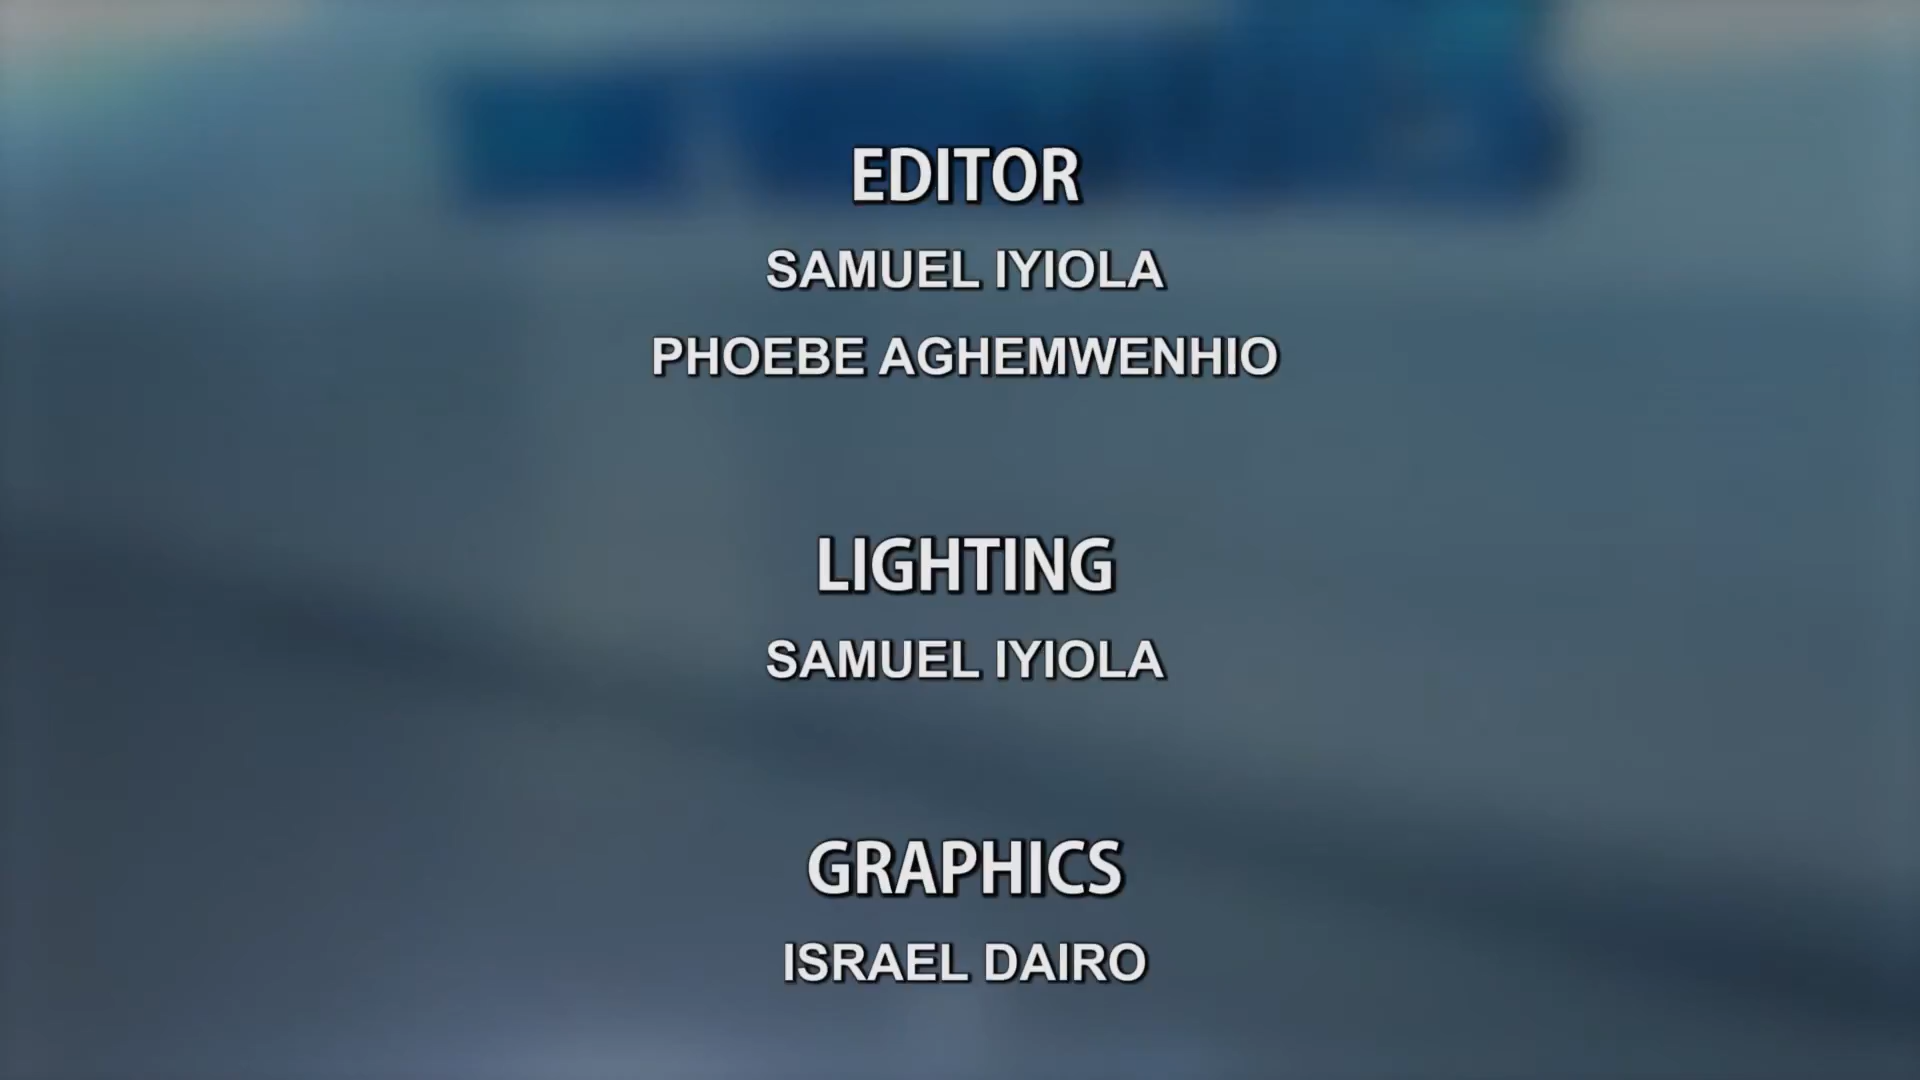 EDITOR
SAMUEL IYIOLA
PHOEBE AGHEMWENHIO
LIGHTING
SAMUEL IYIOLA
GRAPHICS
ISRAEL DAIRO